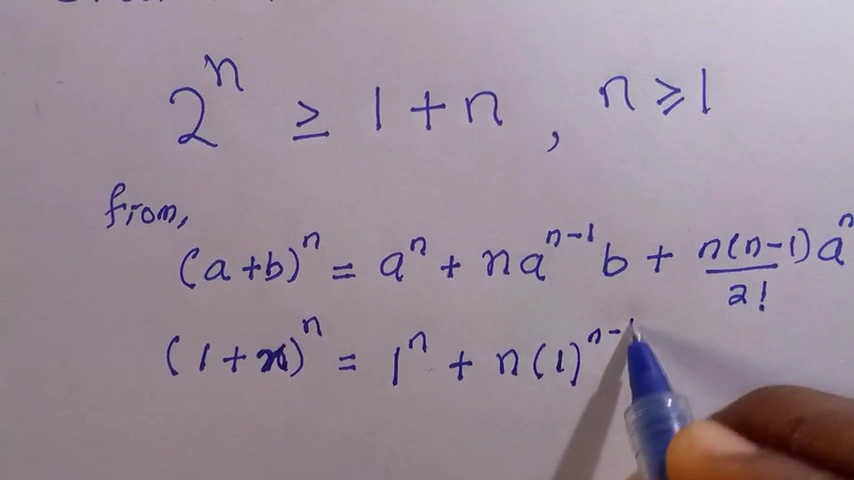 2^n ≥ 1 + n , n ≥ 1
from,
(a + b)^n = a^n + na^(n-1) b + n(n-1)/2! a^n
(1 + x)^n = 1^n + n(1)^(n-1